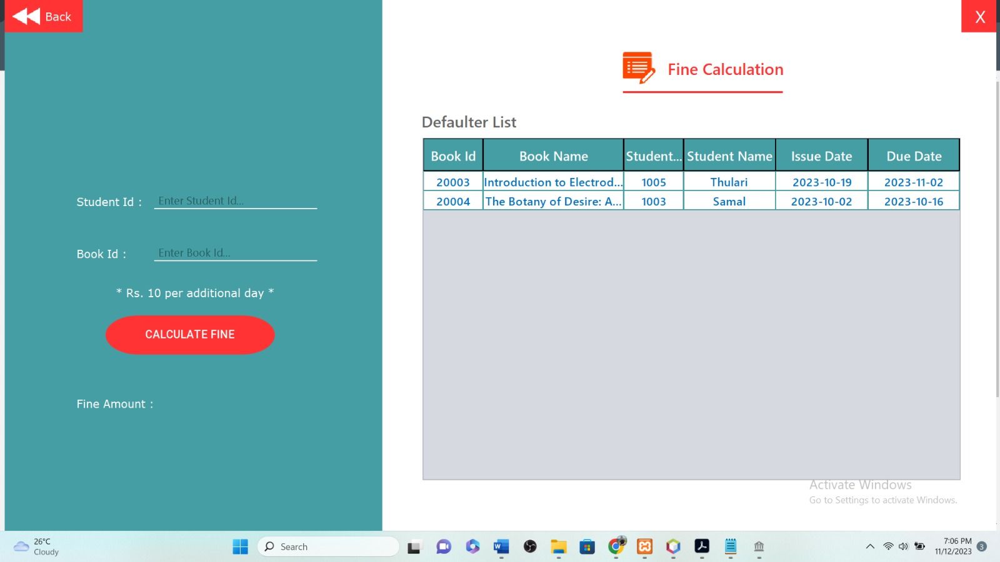 Back
X
Fine Calculation
Defaulter List
Book Id Book Name Student... Student Name Issue Date Due Date
20003 Introduction to Electrod... 1005 Thulari 2023-10-19 2023-11-02
20004 The Botany of Desire: A... 1003 Samal 2023-10-02 2023-10-16
Student Id : Enter Student Id...
Book Id : Enter Book Id...
* Rs. 10 per additional day *
CALCULATE FINE
Fine Amount :
Activate Windows
Go to Settings to activate Windows.
26°C
Cloudy
Search
W
7:06 PM
11/12/2023
3